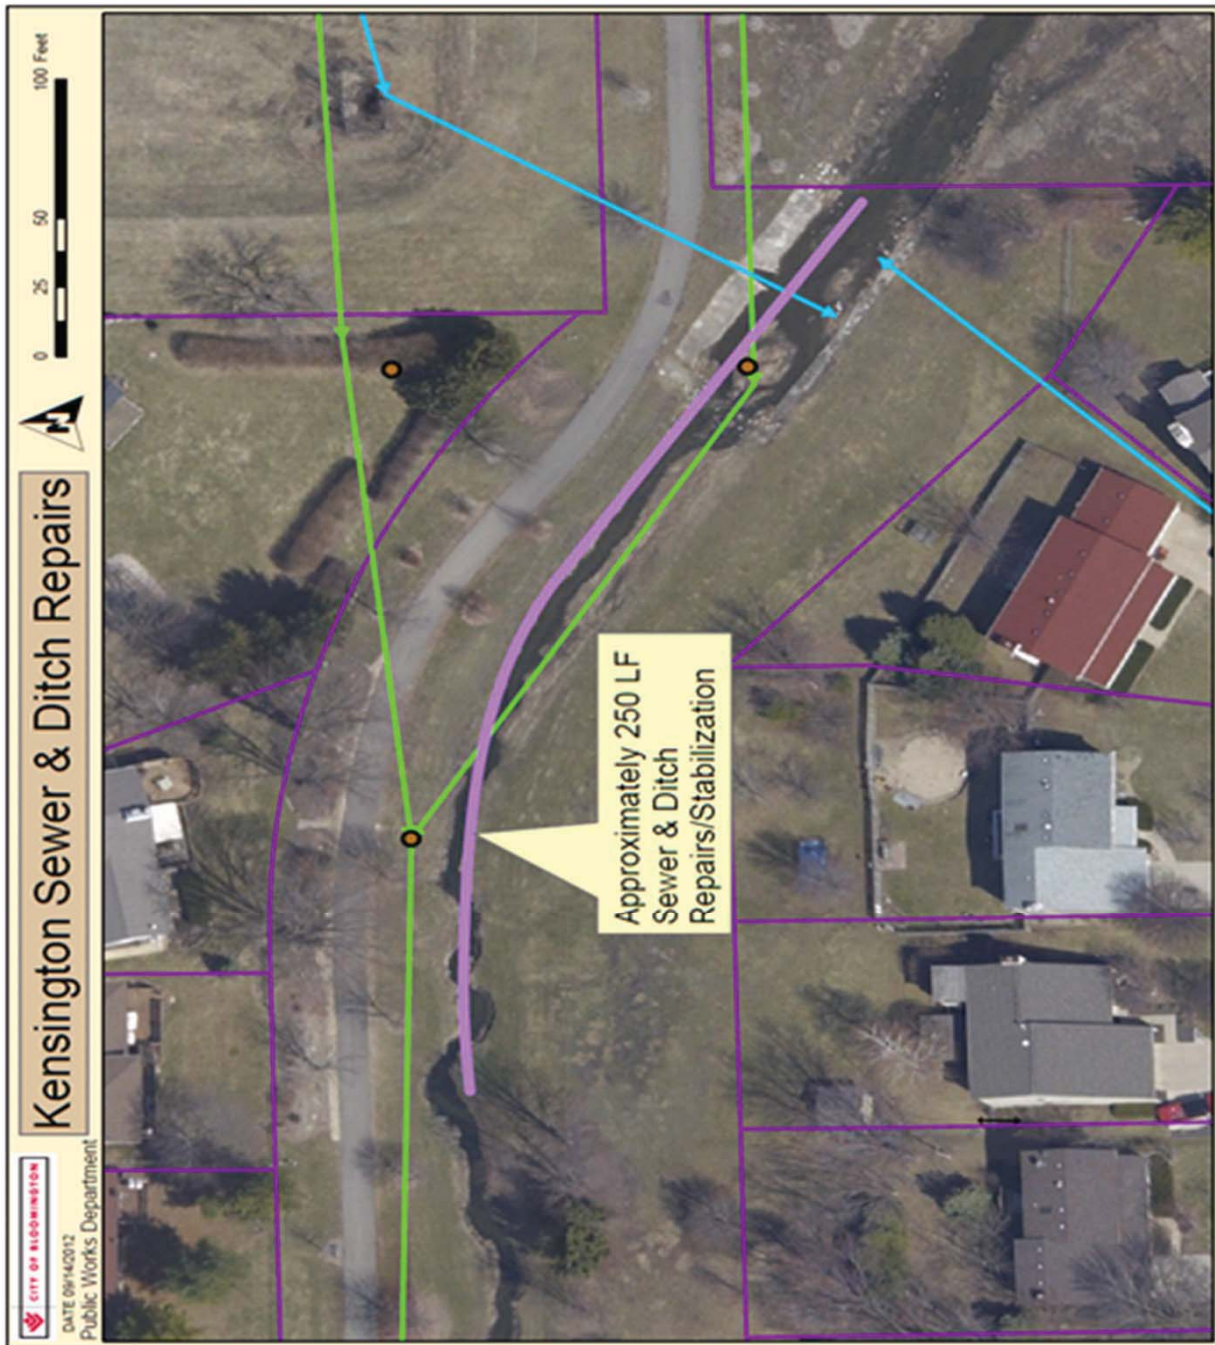 CITY OF BLOOMINGTON
DATE 09/14/2012
Public Works Department
Kensington Sewer & Ditch Repairs
N
0 25 50 100 Feet
Approximately 250 LF
Sewer & Ditch
Repairs/Stabilization